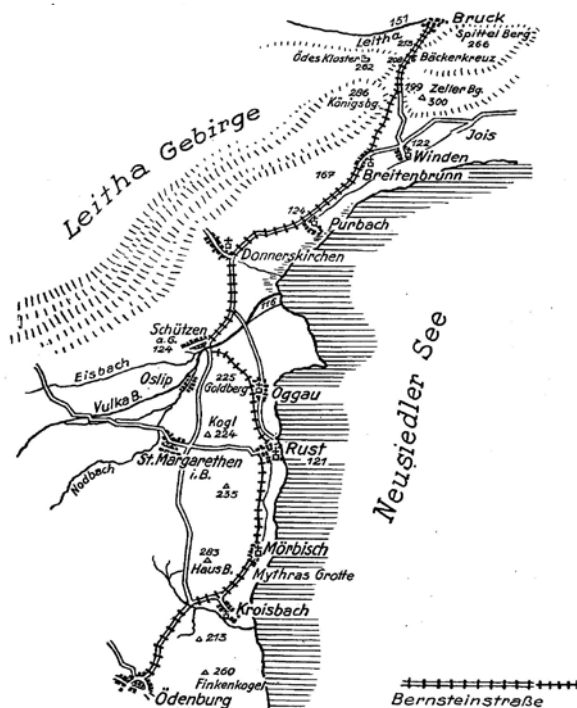 151
Bruck
Leitha
213
Spittel Berg
266
Ödes Kloster
262
208
Bäckerkreuz
286
Königsbg.
199
Zeller Bg.
300
Leitha Gebirge
122
Jois
Winden
Breitenbrunn
167
124
Purbach
Donnerskirchen
116
Schützen
a.G.
124
Eisbach
Oslip
225
Goldberg
Oggau
Vulka B.
Kogl
224
Rust
121
St. Margarethen
i.B.
Nodbach
235
Neusiedler See
Mörbisch
283
Haus B.
Mythras Grotte
Kroisbach
213
260
Finkenkogel
Ödenburg
Bernsteinstraße